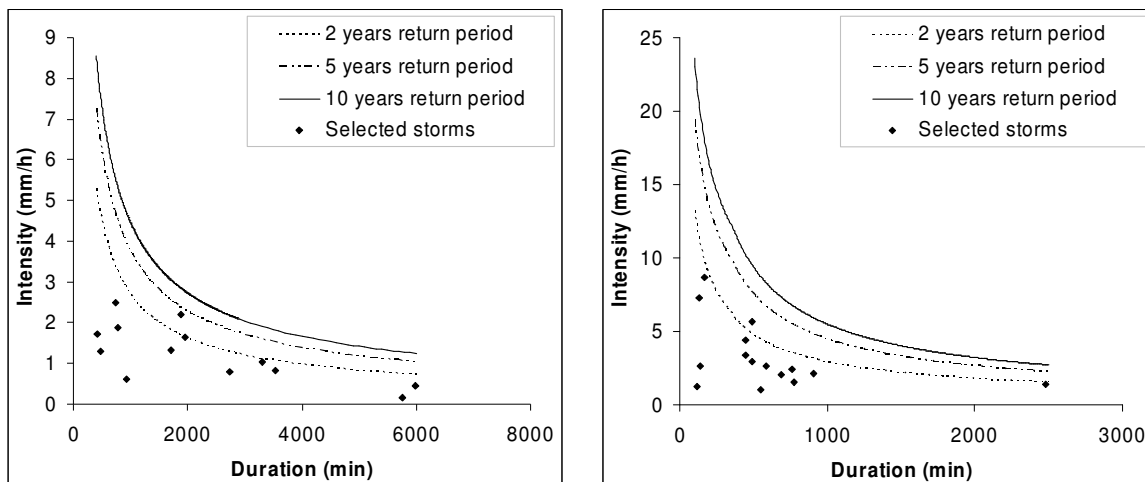 2 years return period
5 years return period
10 years return period
Selected storms
Intensity (mm/h)
9
8
7
6
5
4
3
2
1
0
0 2000 4000 6000 8000
Duration (min)
2 years return period
5 years return period
10 years return period
Selected storms
Intensity (mm/h)
25
20
15
10
5
0
0 1000 2000 3000
Duration (min)